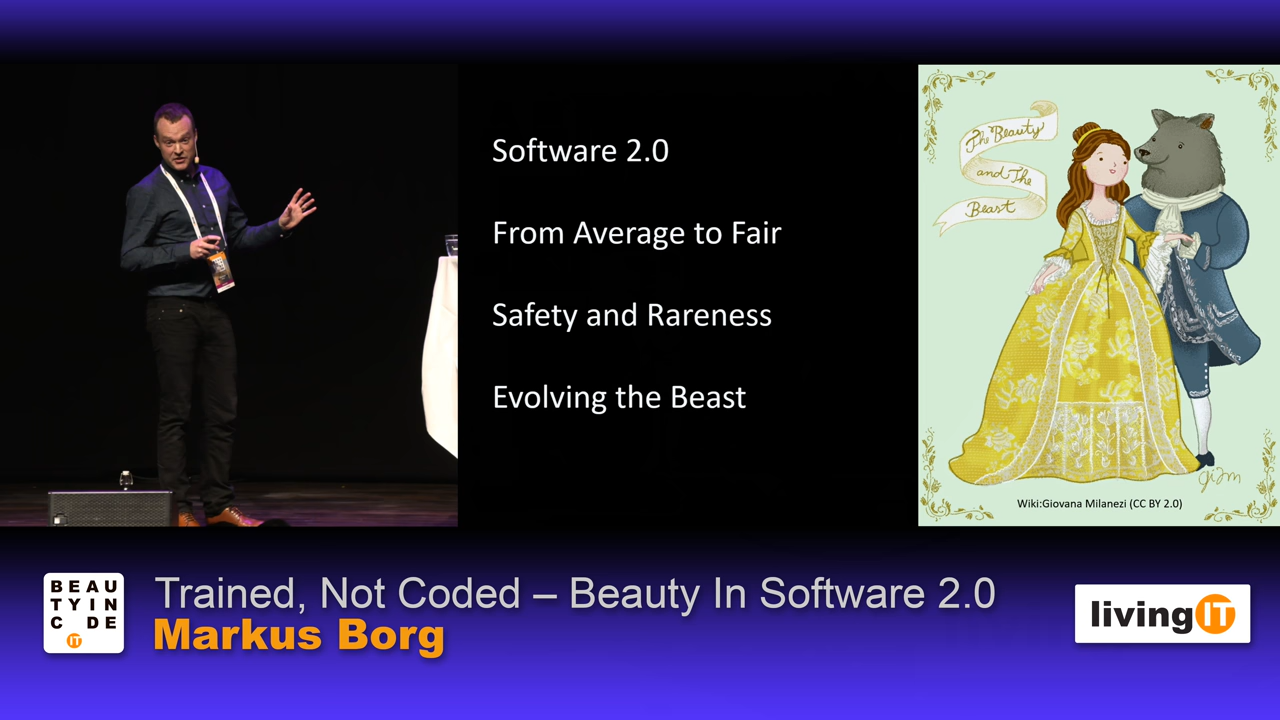 Software 2.0
From Average to Fair
Safety and Rareness
Evolving the Beast
The Beauty
and The
Beast
Wiki:Giovana Milanezi (CC BY 2.0)
BEAU
TYIN
C DE
IT
Trained, Not Coded – Beauty In Software 2.0
Markus Borg
livingIT